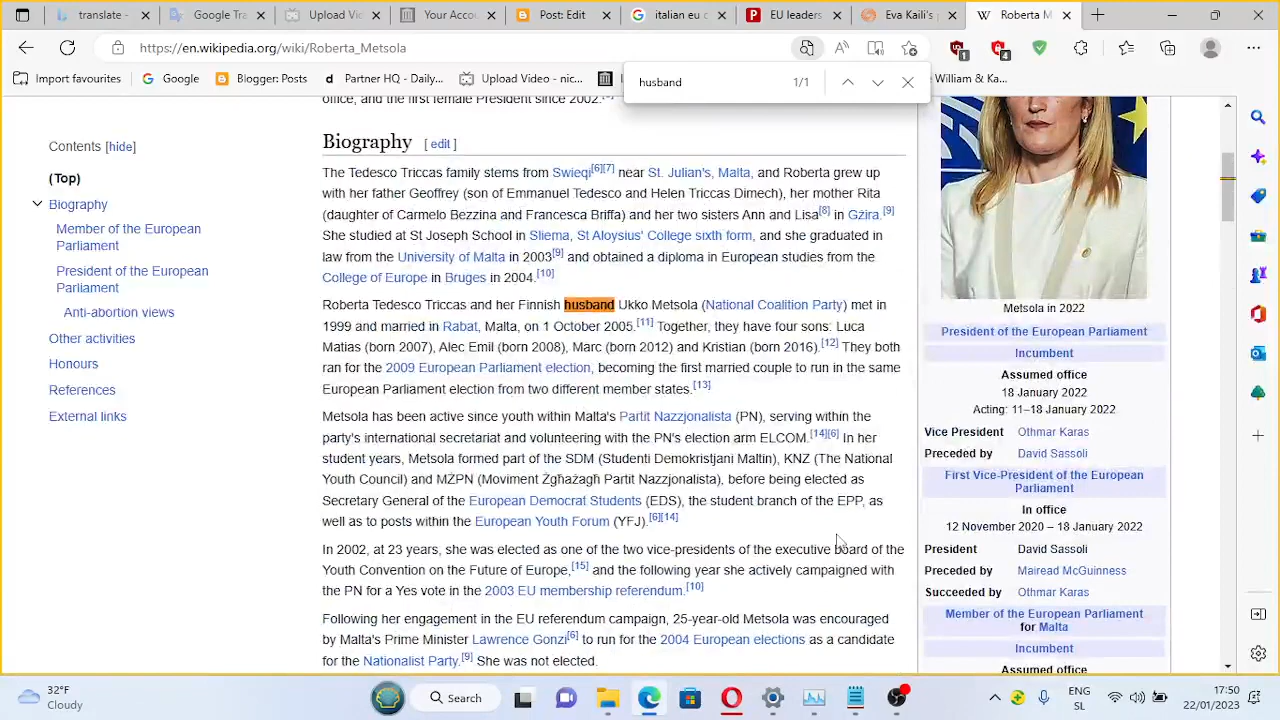 translate -
Google Tra
Upload Vi
Your Accou
Post: Edit
italian eu c
EU leaders
Eva Kaili's p
Roberta M
https://en.wikipedia.org/wiki/Roberta_Metsola
1
4
Import favourites
Google
Blogger: Posts
Partner HQ - Daily...
Upload Video - nic...
William & Ka...
husband
1/1
office, and the first female President since 2002.
Contents [hide]
(Top)
Biography
Member of the European
Parliament
President of the European
Parliament
Anti-abortion views
Other activities
Honours
References
External links
Biography [ edit ]
The Tedesco Triccas family stems from Swieqi[6][7] near St. Julian's, Malta, and Roberta grew up
with her father Geoffrey (son of Emmanuel Tedesco and Helen Triccas Dimech), her mother Rita
(daughter of Carmelo Bezzina and Francesca Briffa) and her two sisters Ann and Lisa[8] in Gżira.[9]
She studied at St Joseph School in Sliema, St Aloysius' College sixth form, and she graduated in
law from the University of Malta in 2003[9] and obtained a diploma in European studies from the
College of Europe in Bruges in 2004.[10]
Roberta Tedesco Triccas and her Finnish husband Ukko Metsola (National Coalition Party) met in
1999 and married in Rabat, Malta, on 1 October 2005.[11] Together, they have four sons: Luca
Matias (born 2007), Alec Emil (born 2008), Marc (born 2012) and Kristian (born 2016).[12] They both
ran for the 2009 European Parliament election, becoming the first married couple to run in the same
European Parliament election from two different member states.[13]
Metsola has been active since youth within Malta's Partit Nazzjonalista (PN), serving within the
party's international secretariat and volunteering with the PN's election arm ELCOM.[14][6] In her
student years, Metsola formed part of the SDM (Studenti Demokristjani Maltin), KNZ (The National
Youth Council) and MŻPN (Moviment Żgħażagħ Partit Nazzjonalista), before being elected as
Secretary General of the European Democrat Students (EDS), the student branch of the EPP, as
well as to posts within the European Youth Forum (YFJ).[6][14]
In 2002, at 23 years, she was elected as one of the two vice-presidents of the executive board of the
Youth Convention on the Future of Europe,[15] and the following year she actively campaigned with
the PN for a Yes vote in the 2003 EU membership referendum.[10]
Following her engagement in the EU referendum campaign, 25-year-old Metsola was encouraged
by Malta's Prime Minister Lawrence Gonzi[6] to run for the 2004 European elections as a candidate
for the Nationalist Party.[9] She was not elected.
Metsola in 2022
President of the European Parliament
Incumbent
Assumed office
18 January 2022
Acting: 11–18 January 2022
Vice President Othmar Karas
Preceded by David Sassoli
First Vice-President of the European
Parliament
In office
12 November 2020 – 18 January 2022
President David Sassoli
Preceded by Mairead McGuinness
Succeeded by Othmar Karas
Member of the European Parliament
for Malta
Incumbent
Assumed office
32°F
Cloudy
Search
ENG
SL
17:50
22/01/2023